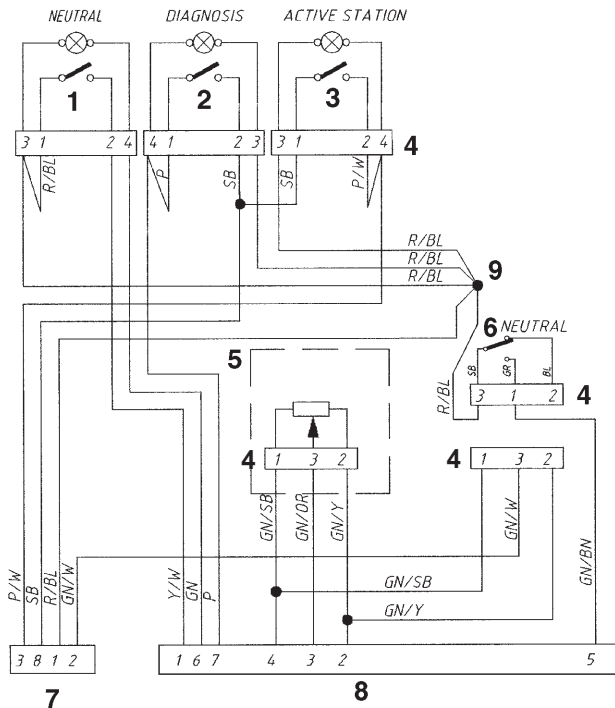 NEUTRAL DIAGNOSIS ACTIVE STATION
1 2 3
3 1 2 4 4 1 2 3 3 1 2 4 4
R/BL P SB SB P/W
R/BL
R/BL
R/BL 9
6 NEUTRAL
5
SB GR BL
R/BL
3 1 2 4
4 1 3 2 4 1 3 2
GN/SB GN/OR GN/Y GN/W GN/BN
P/W SB R/BL GN/W Y/W GN P
GN/SB
GN/Y
3 8 1 2 1 6 7 4 3 2 5
7 8